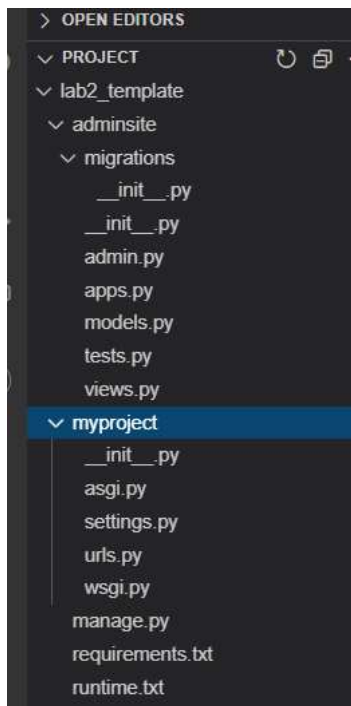 OPEN EDITORS
PROJECT
lab2_template
adminsite
migrations
__init__.py
__init__.py
admin.py
apps.py
models.py
tests.py
views.py
myproject
__init__.py
asgi.py
settings.py
urls.py
wsgi.py
manage.py
requirements.txt
runtime.txt